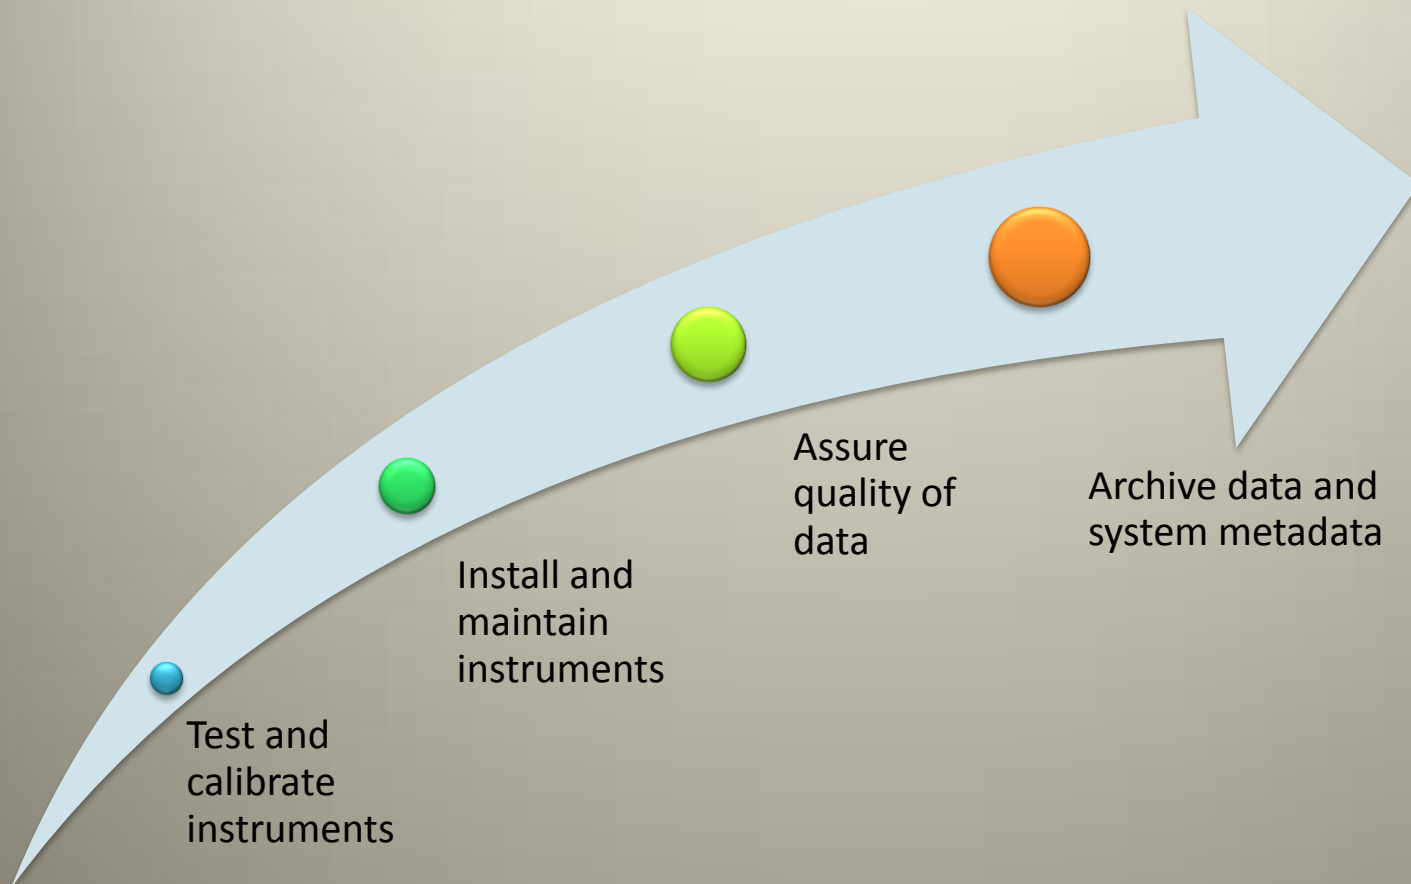 Test and
calibrate
instruments
Install and
maintain
instruments
Assure
quality of
data
Archive data and
system metadata